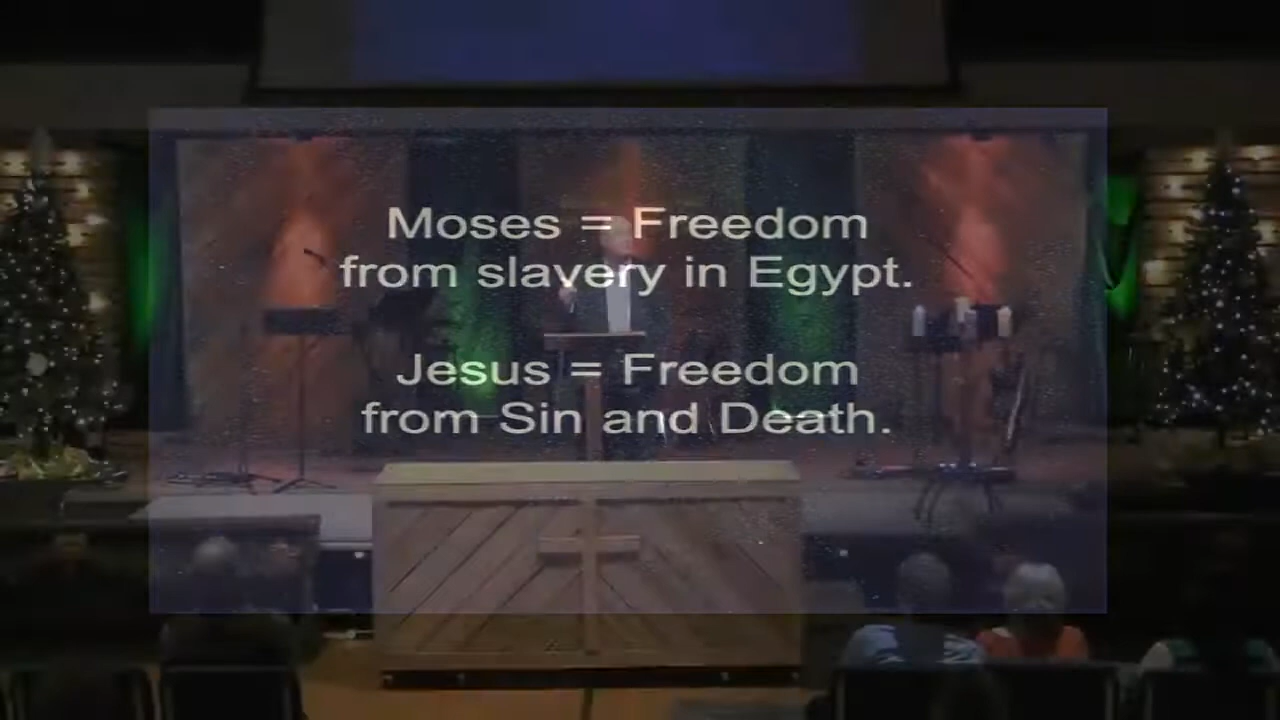 Moses = Freedom
from slavery in Egypt.
Jesus = Freedom
from Sin and Death.